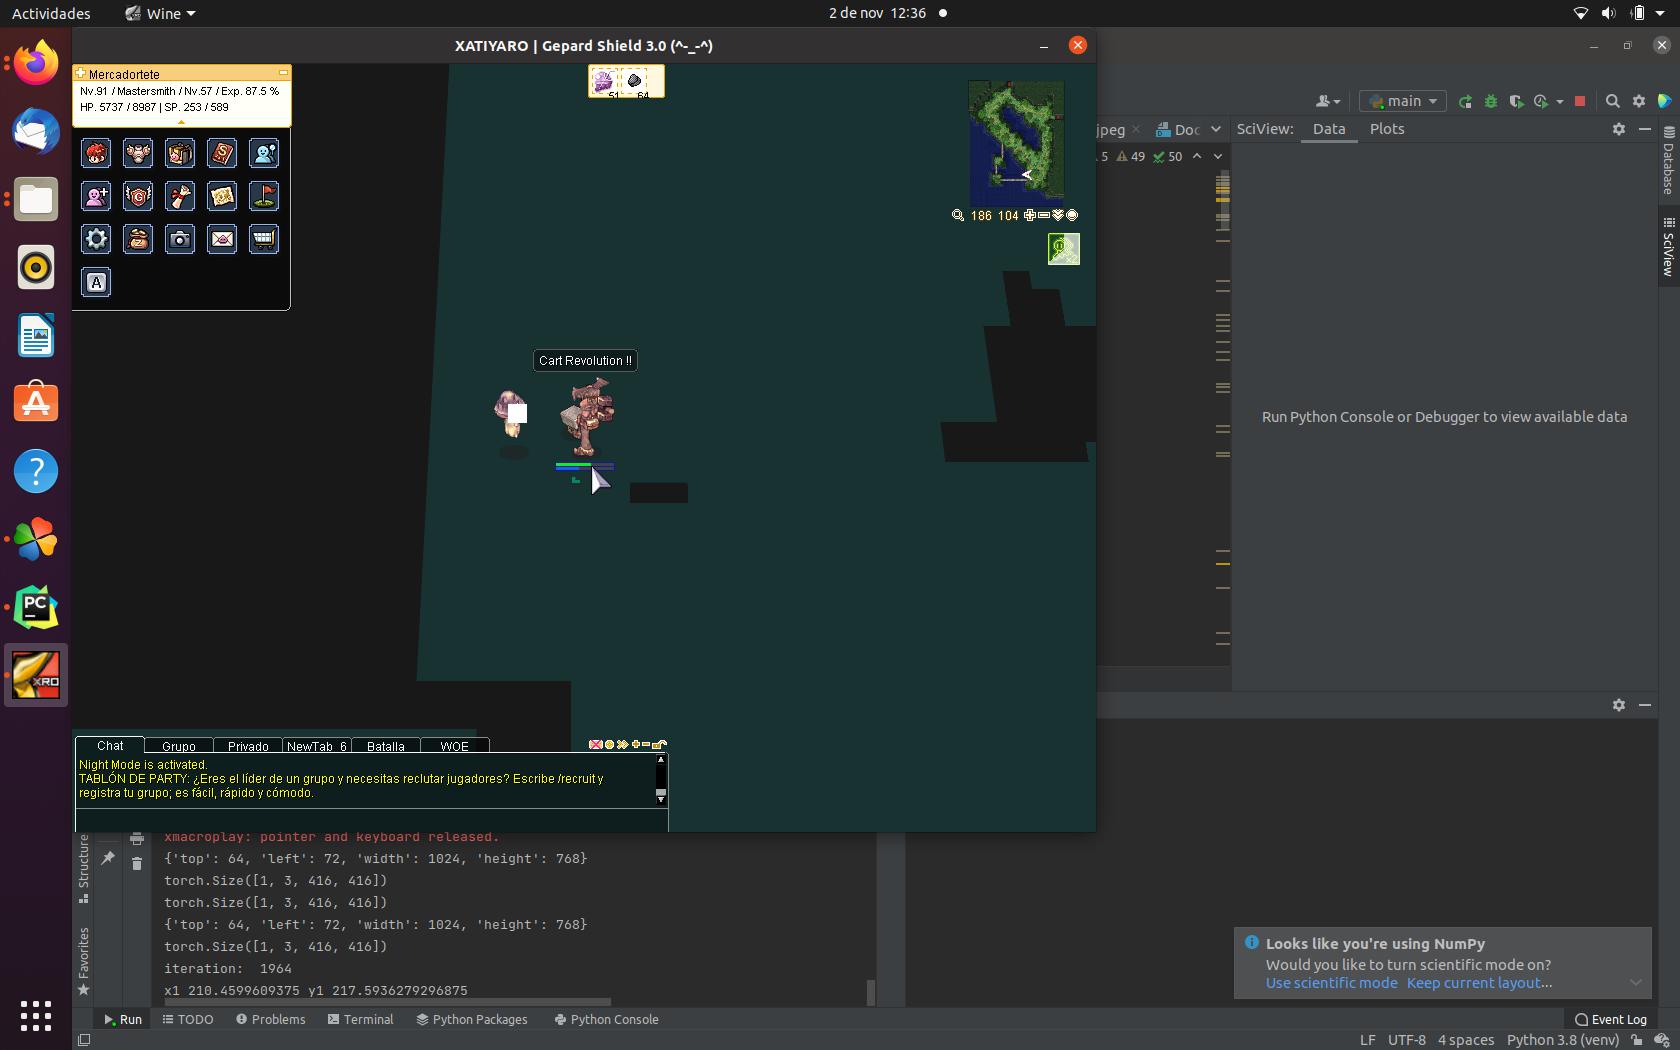 Actividades
Wine
2 de nov 12:36
XATIYARO | Gepard Shield 3.0 (^-_-^)
Mercadortete
Nv.91 / Mastersmith / Nv.57 / Exp. 87.5 %
HP. 5737 / 8987 | SP. 253 / 589
51
64
186 104
x2
Cart Revolution !!
Chat
Grupo
Privado
NewTab_6
Batalla
WOE
Night Mode is activated.
TABLÓN DE PARTY: ¿Eres el líder de un grupo y necesitas reclutar jugadores? Escribe /recruit y
registra tu grupo; es fácil, rápido y cómodo.
main
jpeg
Doc
SciView:
Data
Plots
5
49
50
Database
SciView
Run Python Console or Debugger to view available data
PC
XRO
xmacroplay: pointer and keyboard released.
{'top': 64, 'left': 72, 'width': 1024, 'height': 768}
torch.Size([1, 3, 416, 416])
torch.Size([1, 3, 416, 416])
{'top': 64, 'left': 72, 'width': 1024, 'height': 768}
torch.Size([1, 3, 416, 416])
iteration:  1964
x1 210.4599609375 y1 217.5936279296875
Structure
Favorites
Looks like you're using NumPy
Would you like to turn scientific mode on?
Use scientific mode
Keep current layout...
Run
TODO
Problems
Terminal
Python Packages
Python Console
Event Log
LF
UTF-8
4 spaces
Python 3.8 (venv)